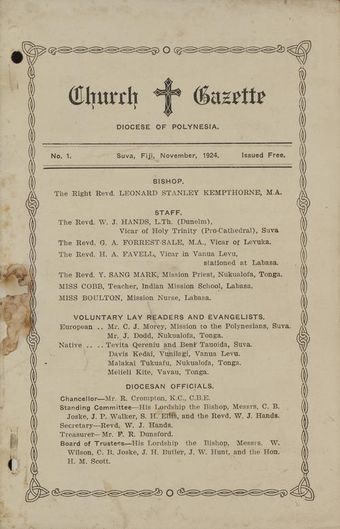 Church Gazette
DIOCESE OF POLYNESIA.
No. 1. Suva, Fiji, November, 1924. Issued Free.
BISHOP.
The Right Revd. LEONARD STANLEY KEMPTHORNE, M.A.
STAFF.
The Revd. W. J. HANDS, L.Th. (Dunelm),
Vicar of Holy Trinity (Pro-Cathedral), Suva
The Revd. G. A. FORREST-SALE, M.A., Vicar of Levuka.
The Revd. H. A. FAVELL, Vicar in Vanua Levu,
stationed at Labasa.
The Revd. Y. SANG MARK, Mission Priest, Nukualofa, Tonga.
MISS COBB, Teacher, Indian Mission School, Labasa.
MISS BOULTON, Mission Nurse, Labasa.
VOLUNTARY LAY READERS AND EVANGELISTS.
European .. Mr. C. J. Morey, Mission to the Polynesians, Suva.
Mr. J. Dodd, Nukualofa, Tonga.
Native .. .. Tevita Qereniu and Beni Tanoida, Suva.
Davis Kedai, Vunilagi, Vanua Levu.
Malakai Tukuafu, Nukualofa, Tonga.
Melieli Kite, Vavau, Tonga.
DIOCESAN OFFICIALS.
Chancellor—Mr. R. Crompton, K.C., C.B.E.
Standing Committee—His Lordship the Bishop, Messrs. C. B.
Joske, J. P. Walker, S. H. Ellis, and the Revd. W. J. Hands.
Secretary—Revd. W. J. Hands.
Treasurer—Mr. F. R. Dunsford.
Board of Trustees—His Lordship the Bishop, Messrs. W.
Wilson, C. B. Joske, J. H. Butler, J. W. Hunt, and the Hon.
H. M. Scott.